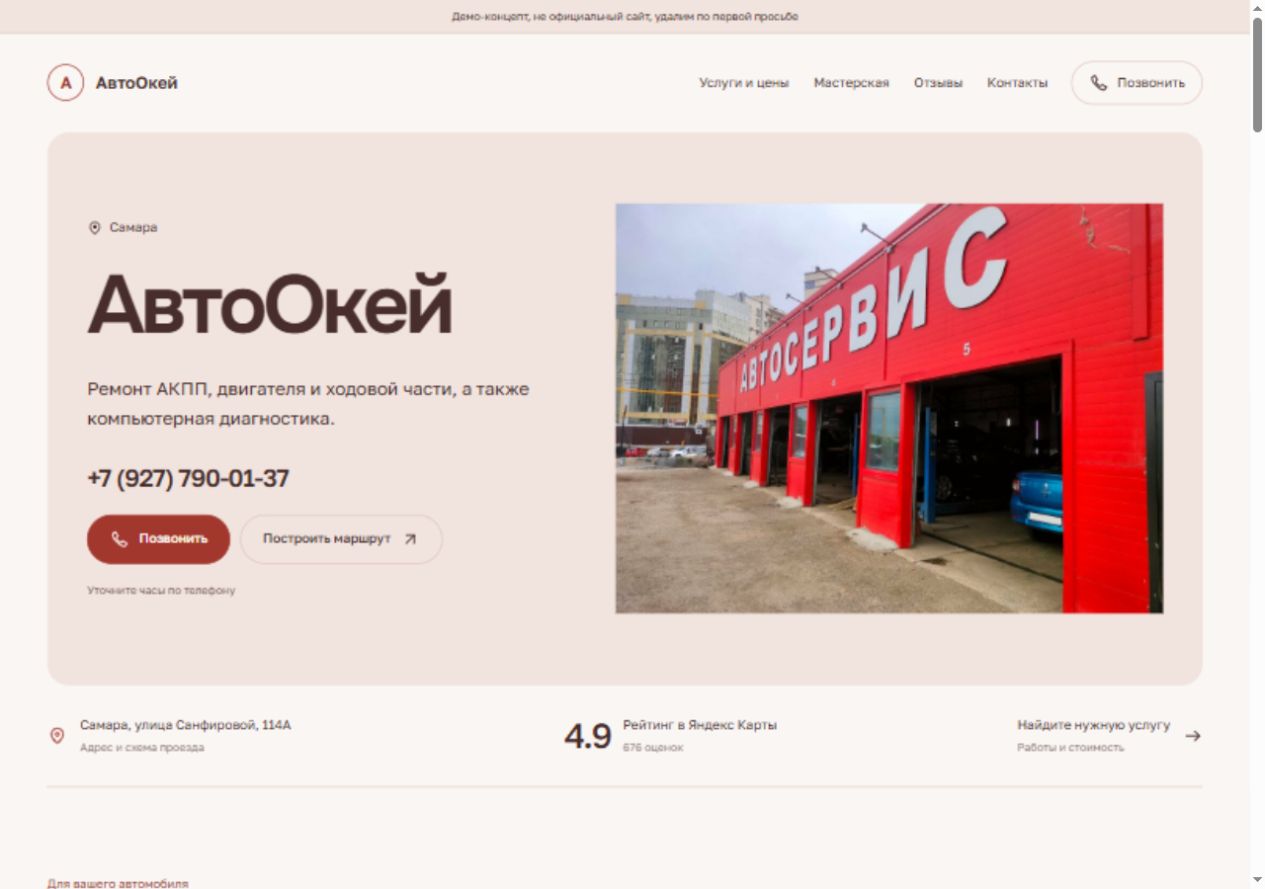 Демо-концепт, не официальный сайт, удалим по первой просьбе
А АвтоОкей
Услуги и цены Мастерская Отзывы Контакты Позвонить
Самара
АвтоОкей
Ремонт АКПП, двигателя и ходовой части, а также
компьютерная диагностика.
+7 (927) 790-01-37
Позвонить Построить маршрут
Уточните часы по телефону
АВТОСЕРВИС
4
5
Самара, улица Санфировой, 114А
Адрес и схема проезда
4.9 Рейтинг в Яндекс Карты
676 оценок
Найдите нужную услугу
Работы и стоимость
Для вашего автомобиля